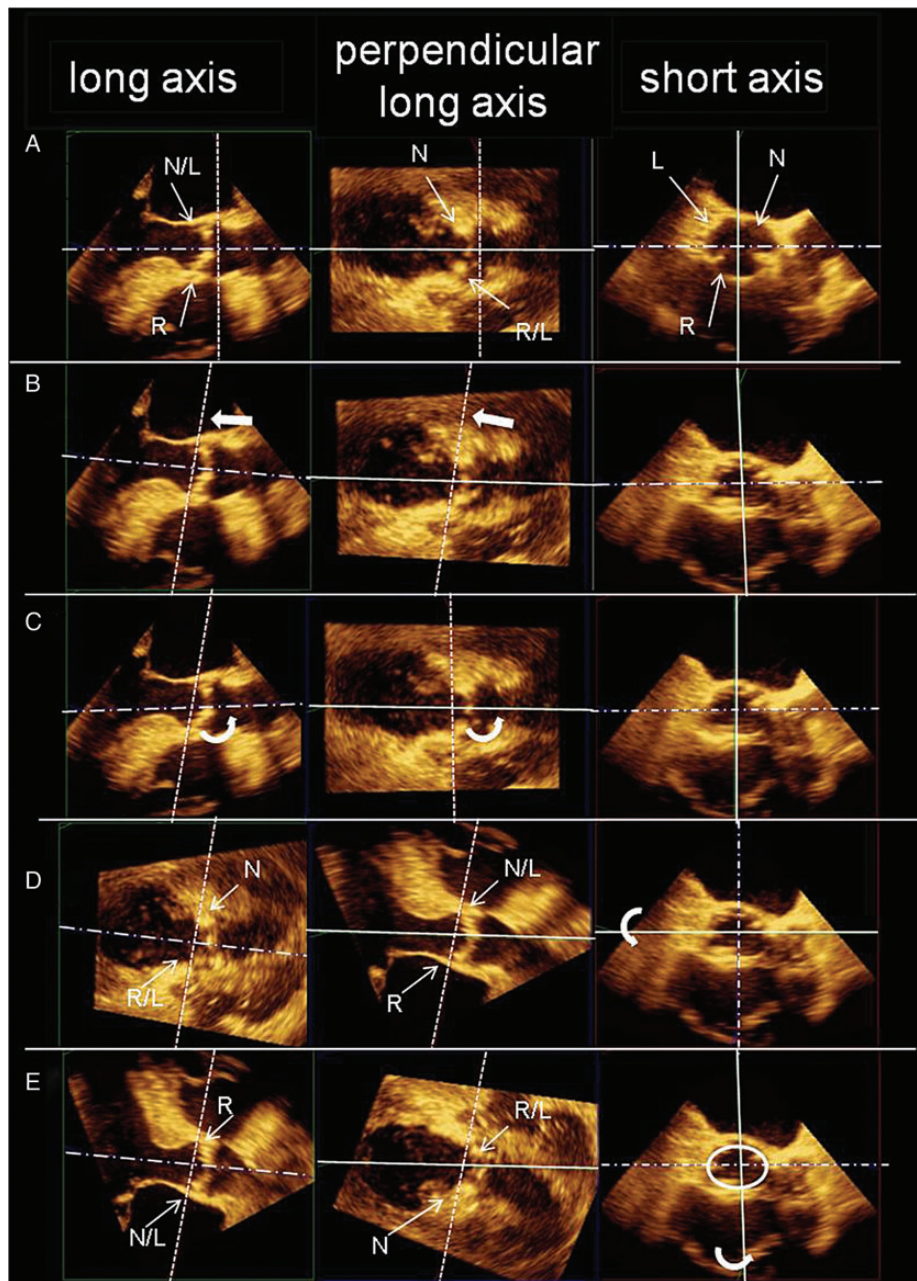 long axis
perpendicular
long axis
short axis
A
N/L
R
N
R/L
L
N
R
B
C
D
N
R/L
N/L
R
E
R
N/L
R/L
N